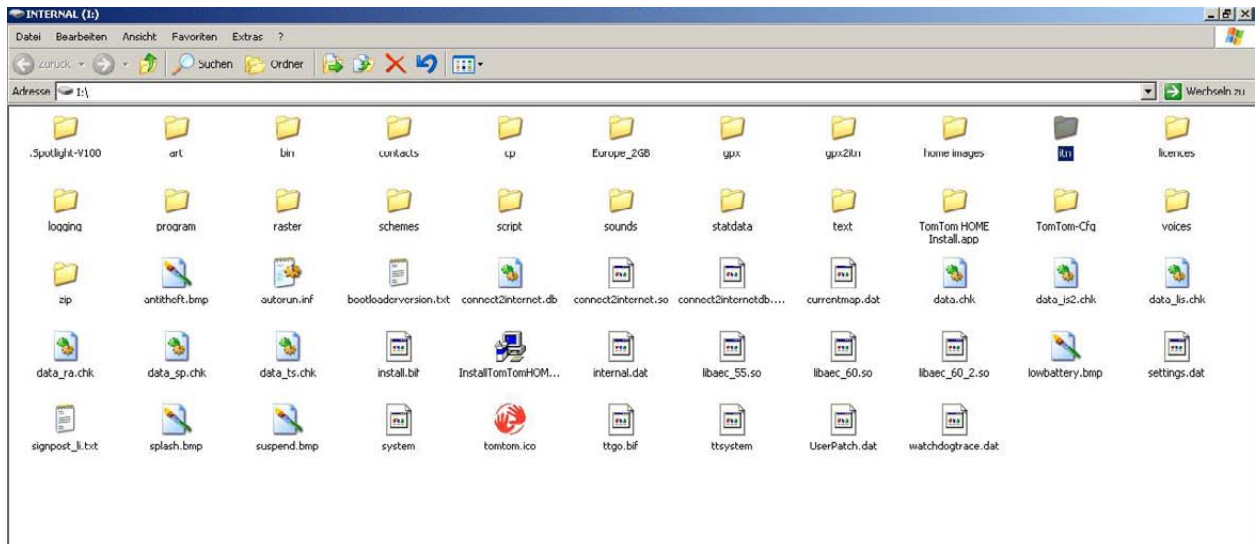 INTERNAL (I:)
Datei Bearbeiten Ansicht Favoriten Extras ?
Zurück Suchen Ordner
Adresse I:\ Wechseln zu
.Spotlight-V100 art bin contacts cp Europe_2GB gpx gpx2itn home images itn licences
logging program raster schemes script sounds statdata text TomTom HOME TomTom-Cfg voices
Install.app
zip antitheft.bmp autorun.inf bootloaderversion.txt connect2internet.db connect2internet.so connect2internetdb.... currentmap.dat data.chk data_is2.chk data_lis.chk
data_ra.chk data_sp.chk data_ts.chk install.bif InstallTomTomHOM... internal.dat libaec_55.so libaec_60.so libaec_60_2.so lowbattery.bmp settings.dat
signpost_li.txt splash.bmp suspend.bmp system tomtom.ico ttgo.bif ttsystem UserPatch.dat watchdogtrace.dat